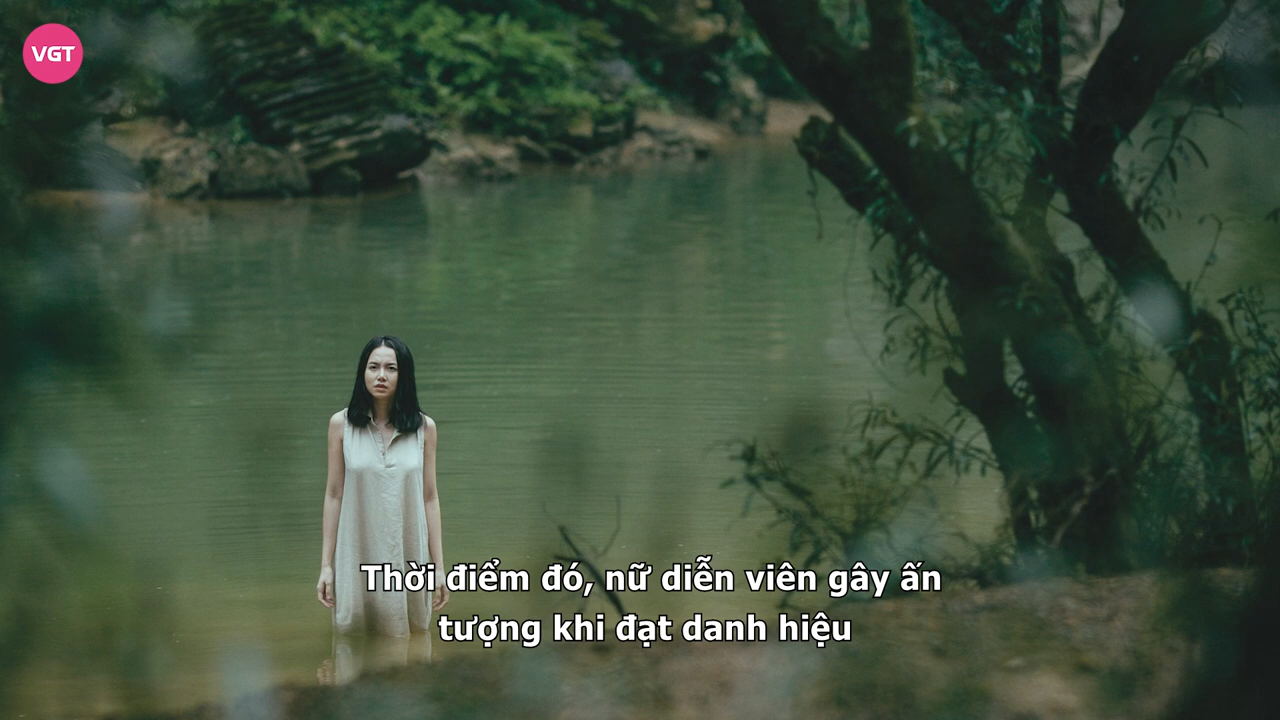 VGT
Thời điểm đó, nữ diễn viên gây ấn
tượng khi đạt danh hiệu